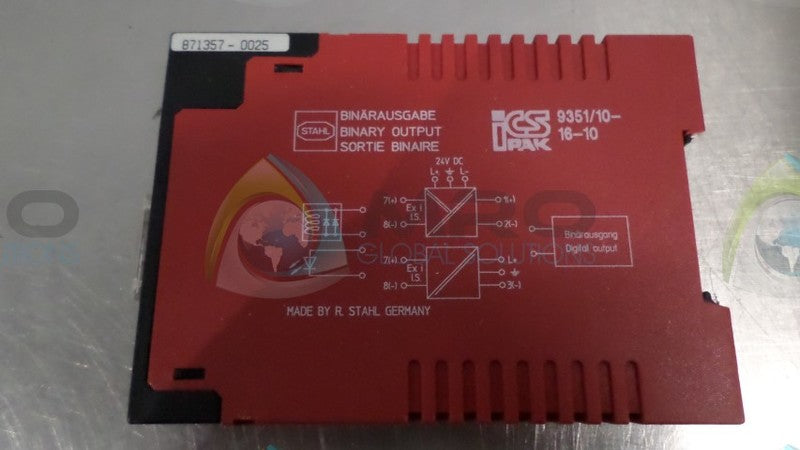 871357-0025
STAHL
BINÄRAUSGABE
BINARY OUTPUT
SORTIE BINAIRE
iCS PAK
9351/10-
16-10
24V DC
L+ L-
7(+) 1(+)
Ex i
i.S.
8(-) 2(-)
Binärausgang
Digital output
GLOBAL SOLUTIONS
7(+) L+
Ex i
i.S.
8(-) 3(-)
MADE BY R. STAHL GERMANY